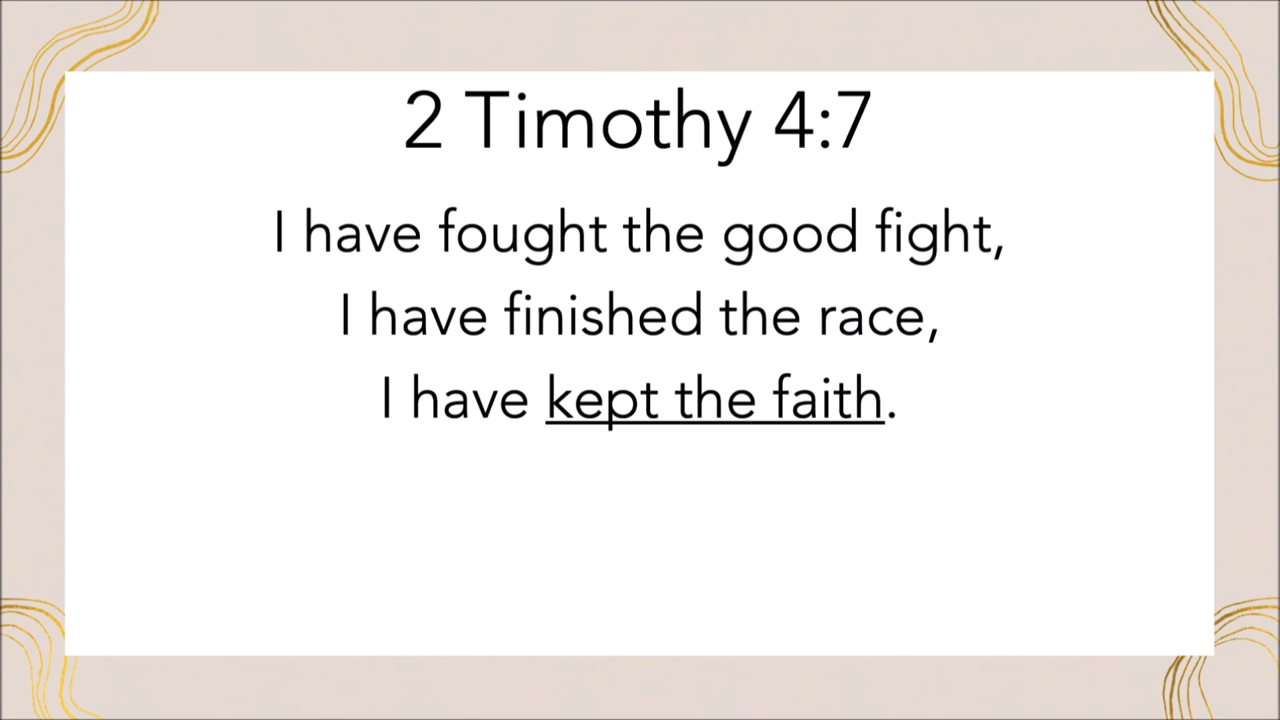 2 Timothy 4:7
I have fought the good fight,
I have finished the race,
I have kept the faith.